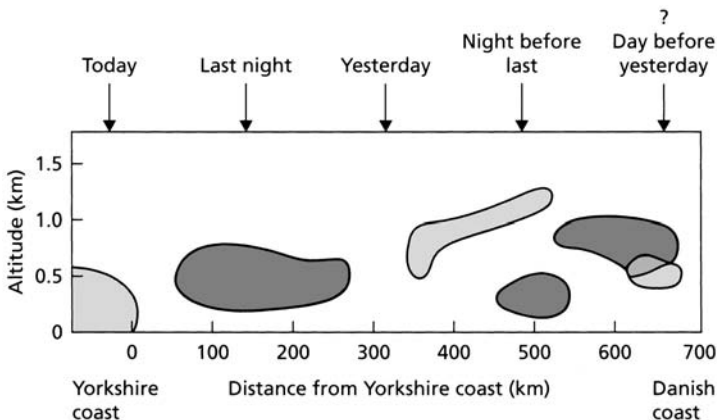 ?
Today
Last night
Yesterday
Night before
last
Day before
yesterday
1.5
1.0
0.5
0
Altitude (km)
0 100 200 300 400 500 600 700
Yorkshire
coast
Distance from Yorkshire coast (km)
Danish
coast